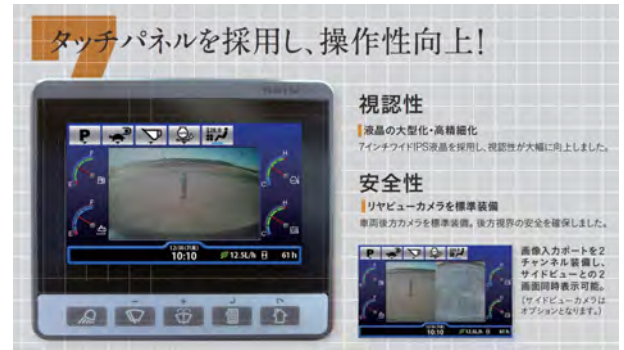 7
タッチパネルを採用し、操作性向上!
視認性
液晶の大型化・高精細化
7インチワイドIPS液晶を採用し、視認性が大幅に向上しました。
安全性
リヤビューカメラを標準装備
車両後方カメラを標準装備。後方視界の安全を確保しました。
画像入力ポートを2
チャンネル装備し、
サイドビューとの2
画面同時表示可能。
(サイドビューカメラは
オプションとなります。)
P
F
H
E
C
F
H
E
C
10:10 12.5L/h 61h
P
10:10